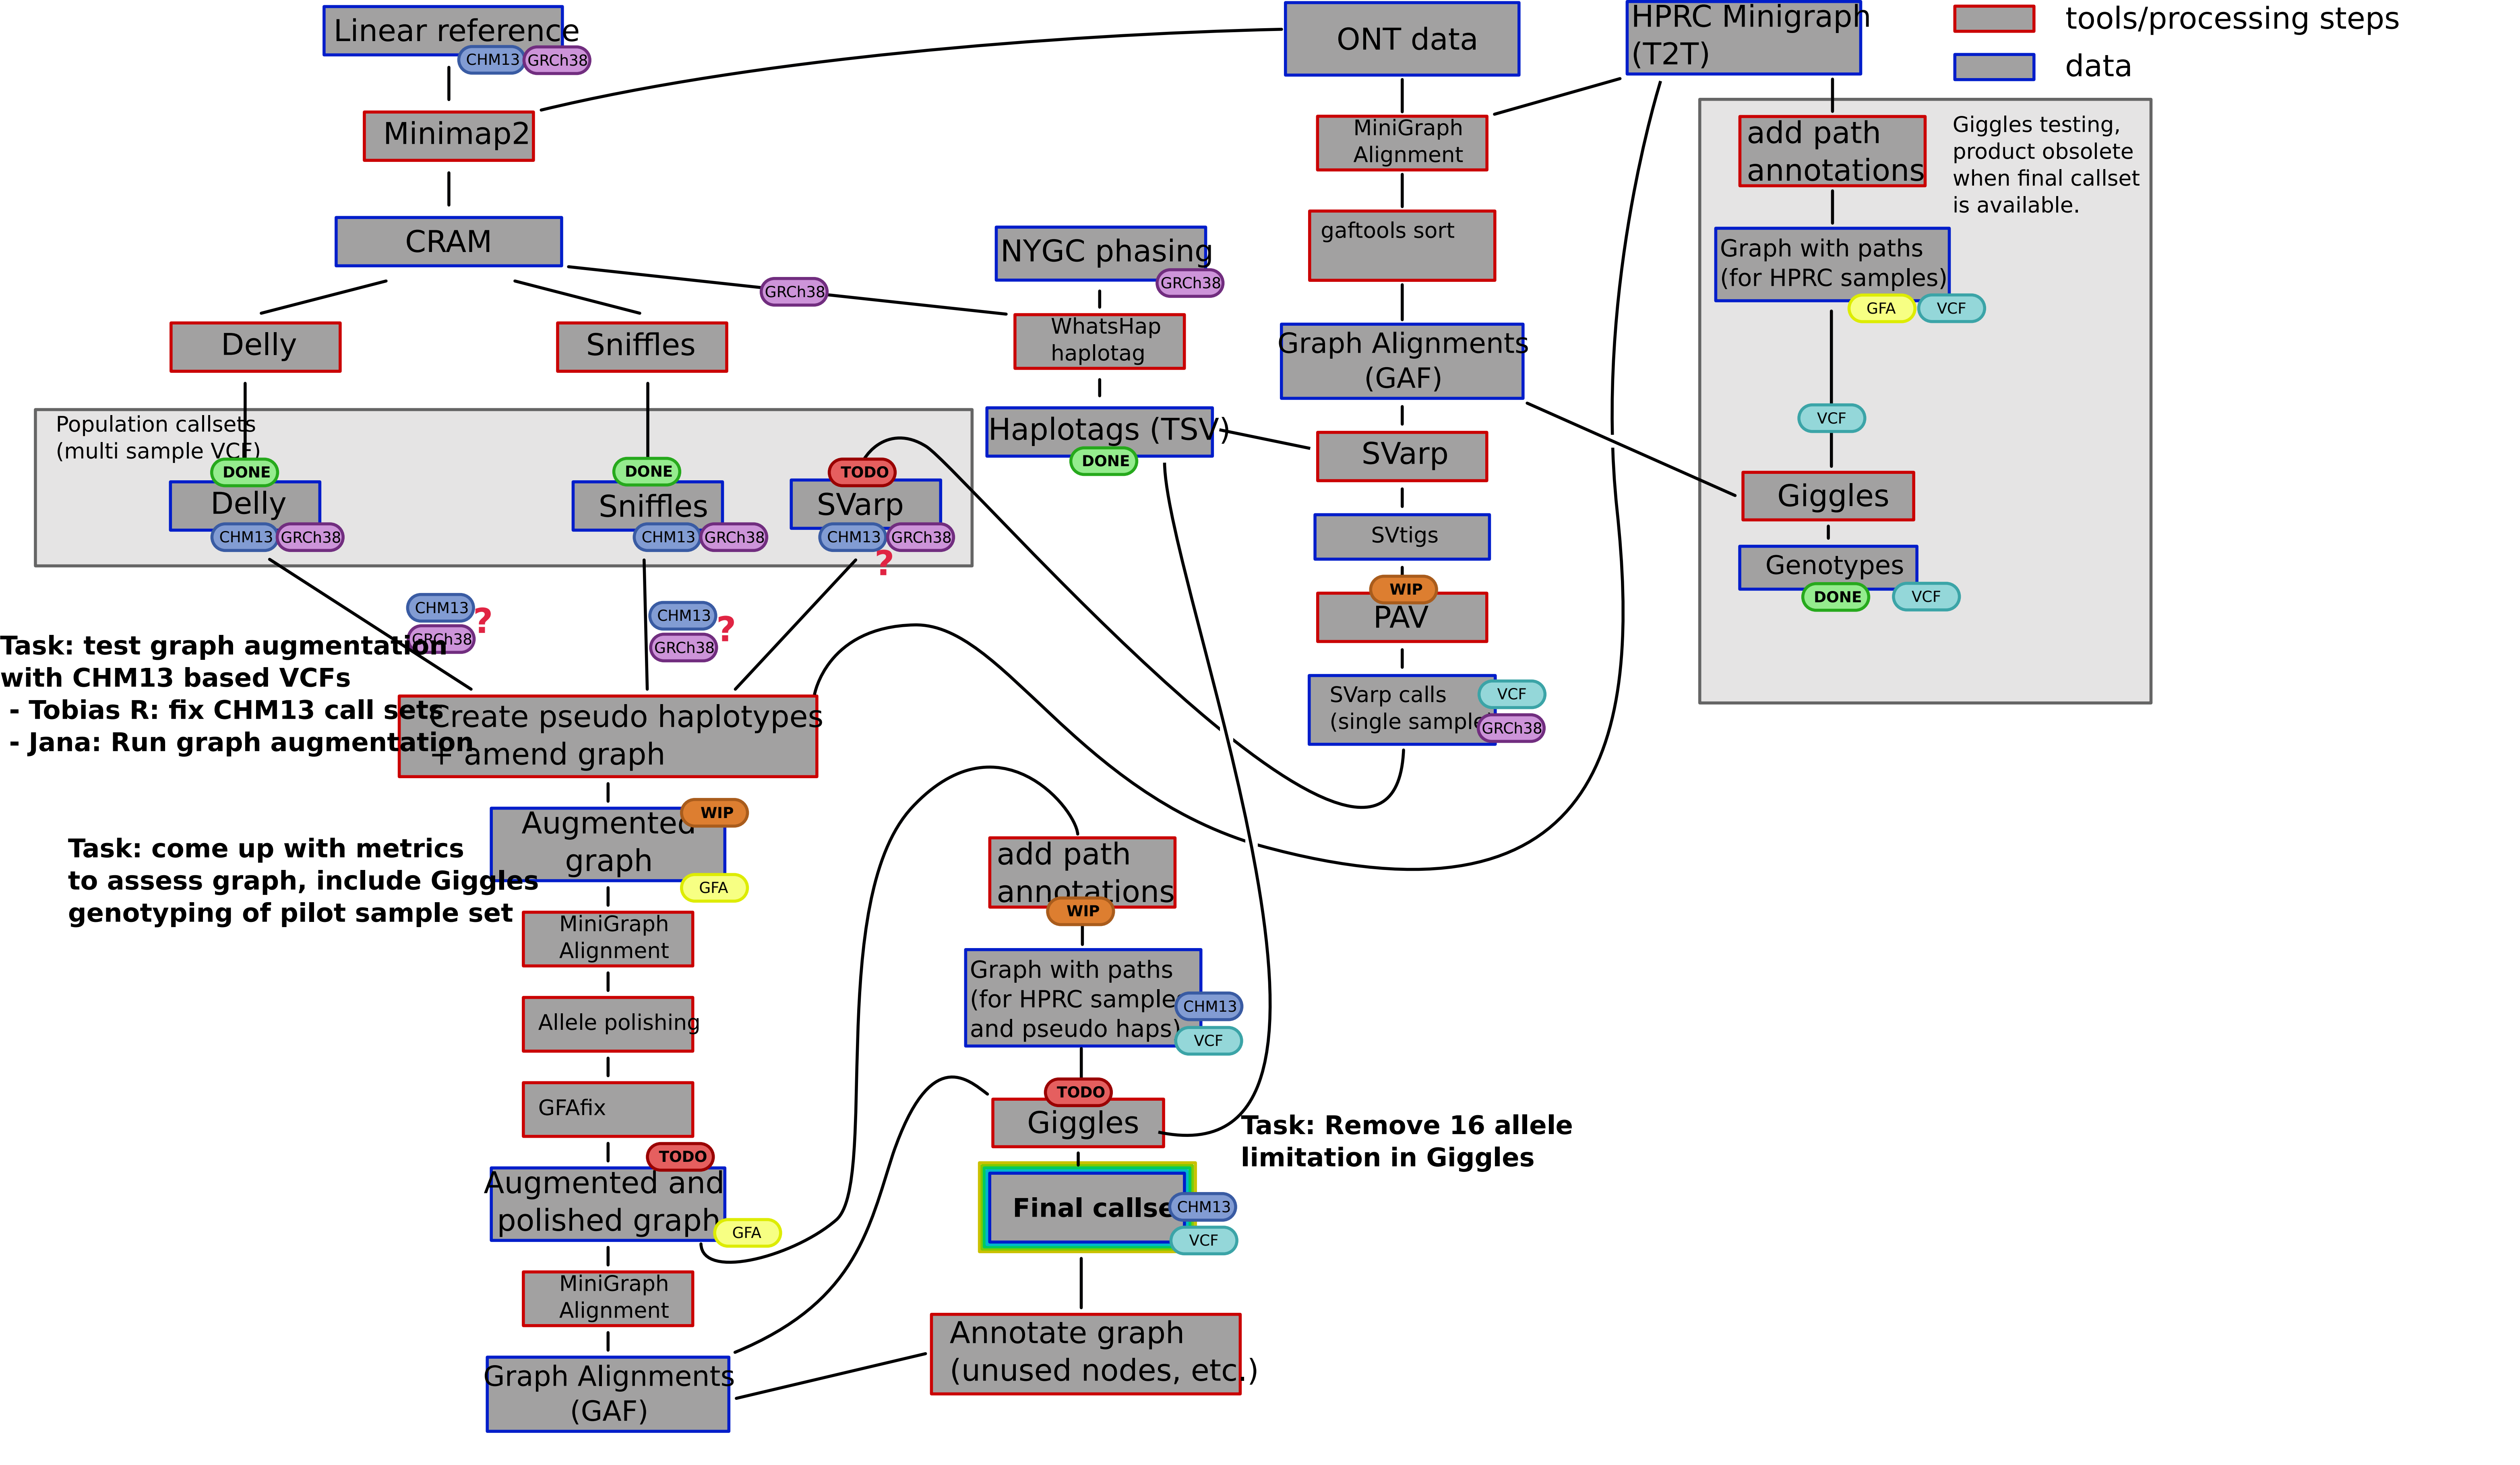 Linear reference
CHM13
GRCh38
ONT data
HPRC Minigraph
(T2T)
tools/processing steps
data
Minimap2
MiniGraph
Alignment
add path
annotations
Giggles testing,
product obsolete
when final callset
is available.
CRAM
GRCh38
NYGC phasing
GRCh38
gaftools sort
Graph with paths
(for HPRC samples)
GFA
VCF
Delly
Sniffles
WhatsHap
haplotag
Graph Alignments
(GAF)
Population callsets
(multi sample VCF)
DONE
Delly
CHM13
GRCh38
DONE
Sniffles
CHM13
GRCh38
TODO
SVarp
CHM13
GRCh38
?
Haplotags (TSV)
DONE
SVarp
VCF
Giggles
SVtigs
Genotypes
DONE
VCF
WIP
PAV
CHM13
GRCh38
?
CHM13
GRCh38
?
Task: test graph augmentation
with CHM13 based VCFs
- Tobias R: fix CHM13 call sets
- Jana: Run graph augmentation
SVarp calls
(single sample
VCF
GRCh38
Create pseudo haplotypes
+ amend graph
WIP
Augmented
graph
GFA
Task: come up with metrics
to assess graph, include Giggles
genotyping of pilot sample set
add path
annotations
WIP
MiniGraph
Alignment
Graph with paths
(for HPRC samples
and pseudo haps)
CHM13
VCF
Allele polishing
GFAfix
TODO
Giggles
Task: Remove 16 allele
limitation in Giggles
TODO
Augmented and
polished graph
GFA
Final callse
CHM13
VCF
MiniGraph
Alignment
Annotate graph
(unused nodes, etc.)
Graph Alignments
(GAF)